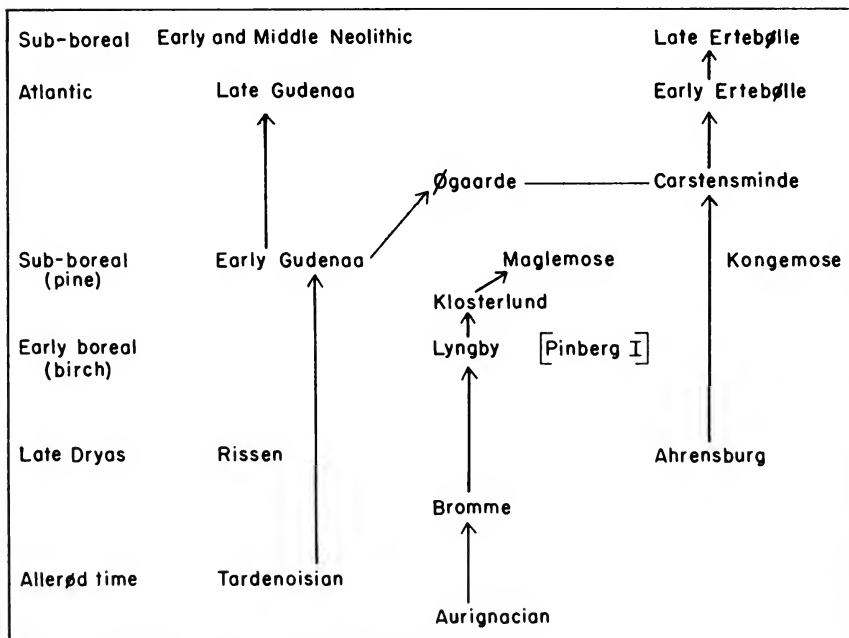 Sub-boreal Early and Middle Neolithic Late Ertebølle
Atlantic Late Gudenaa Early Ertebølle
Øgaarde Carstensminde
Sub-boreal Early Gudenaa Maglemose Kongemose
(pine)
Klosterlund
Early boreal Lyngby [Pinberg I]
(birch)
Late Dryas Rissen Ahrensburg
Bromme
Allerød time Tardenoisian
Aurignacian